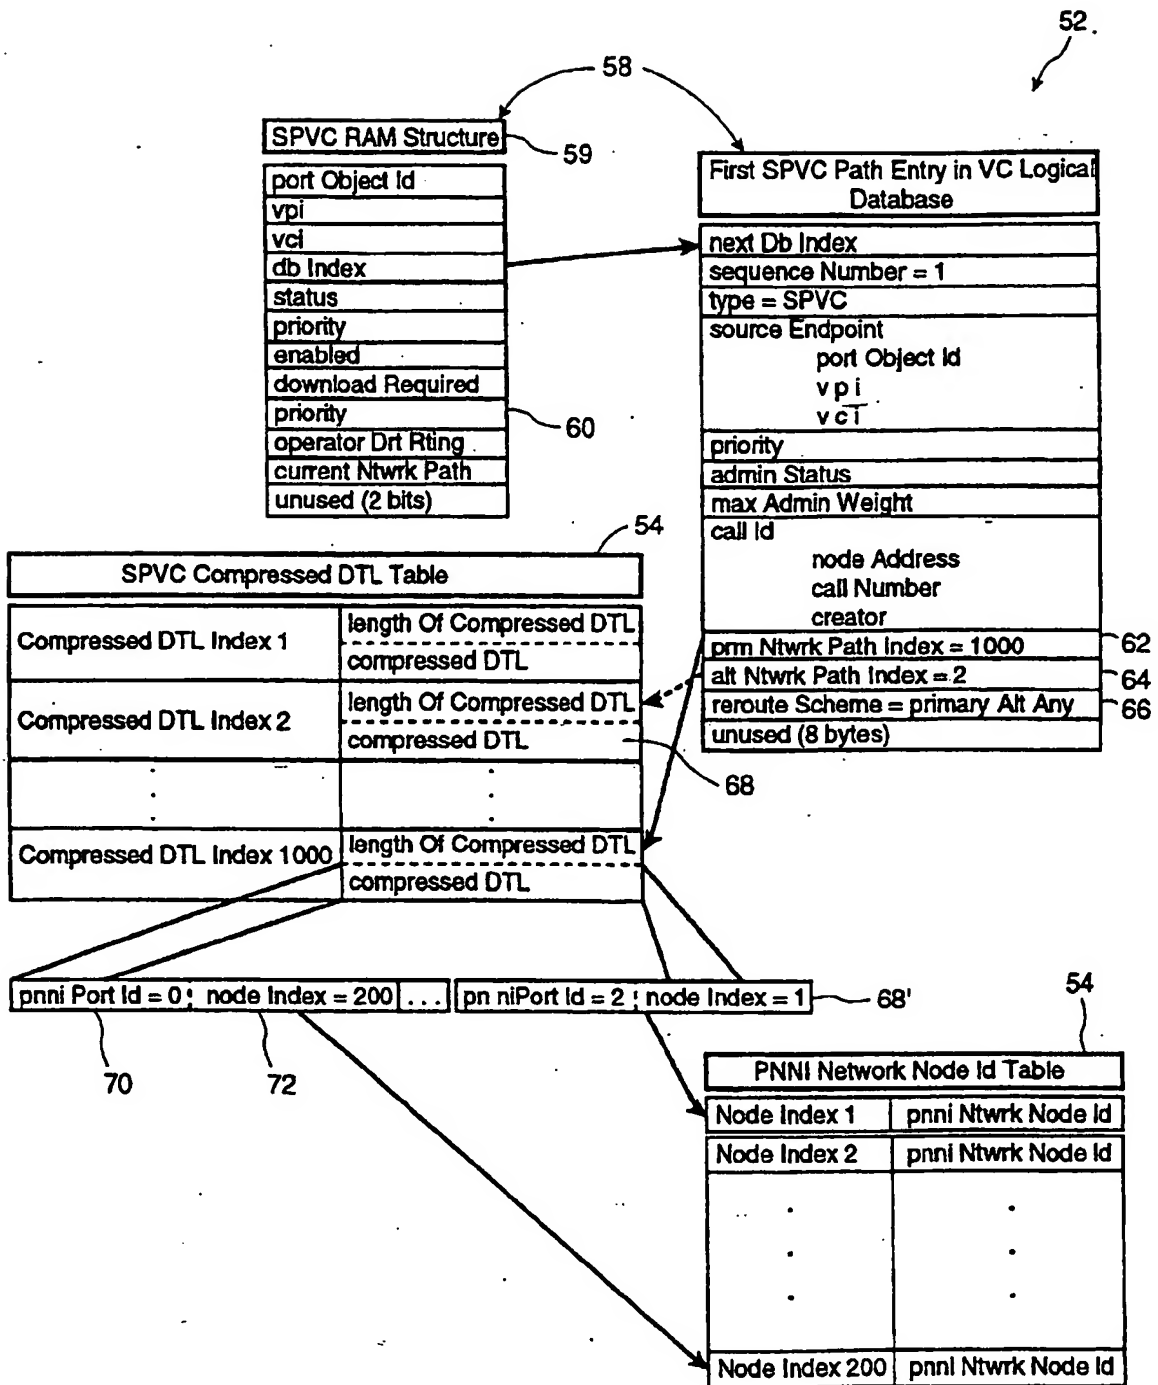 52
58
SPVC RAM Structure
59
port Object Id
vpi
vci
db Index
status
priority
enabled
download Required
priority
60
operator Drt Rting
current Ntwrk Path
unused (2 bits)
First SPVC Path Entry in VC Logical
Database
next Db Index
sequence Number = 1
type = SPVC
source Endpoint
port Object Id
vpi
vci
priority
admin Status
max Admin Weight
call Id
node Address
call Number
creator
prm Ntwrk Path Index = 1000
62
alt Ntwrk Path Index = 2
64
reroute Scheme = primary Alt Any
66
unused (8 bytes)
54
SPVC Compressed DTL Table
Compressed DTL Index 1
length Of Compressed DTL
compressed DTL
Compressed DTL Index 2
length Of Compressed DTL
compressed DTL
68
Compressed DTL Index 1000
length Of Compressed DTL
compressed DTL
pnni Port Id = 0 node Index = 200 ... pn niPort Id = 2 node Index = 1
68'
70
72
54
PNNI Network Node Id Table
Node Index 1 pnni Ntwrk Node Id
Node Index 2 pnni Ntwrk Node Id
Node Index 200 pnni Ntwrk Node Id